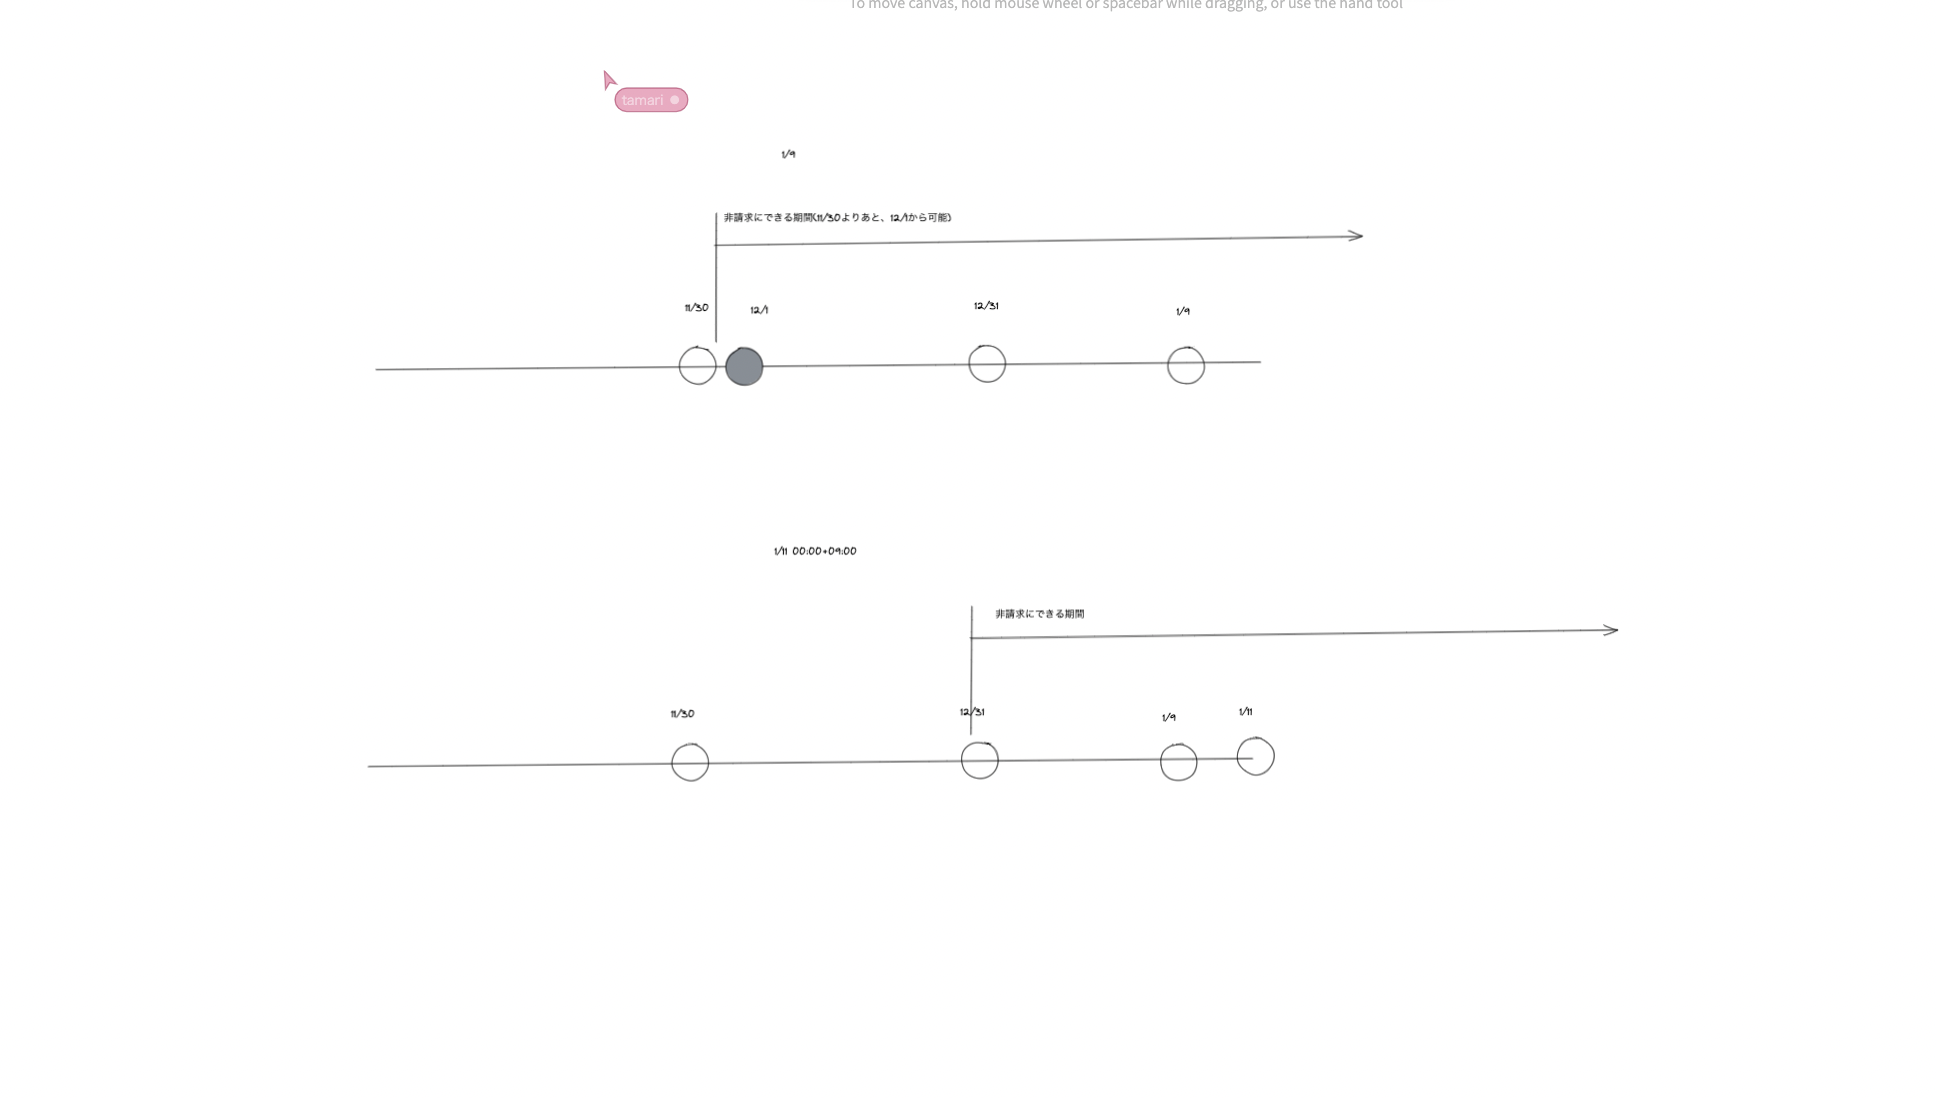 To move canvas, hold mouse wheel or spacebar while dragging, or use the hand tool
tamari
1/9
非請求にできる期間(11/30よりあと、12/1から可能)
11/30
12/1
12/31
1/9
1/11 00:00+09:00
非請求にできる期間
11/30
12/31
1/9
1/11